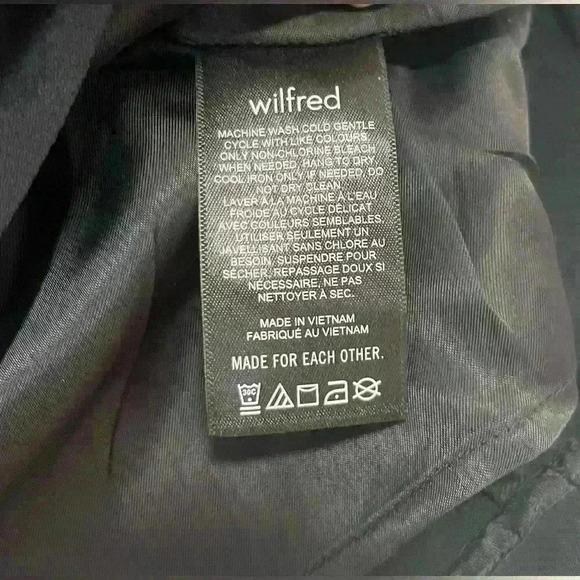 wilfred
MACHINE WASH COLD GENTLE
CYCLE WITH LIKE COLOURS.
ONLY NON-CHLORINE BLEACH
WHEN NEEDED. HANG TO DRY.
COOL IRON ONLY IF NEEDED. DO
NOT DRY CLEAN.
LAVER À LA MACHINE À L'EAU
FROIDE AU CYCLE DÉLICAT
AVEC COULEURS SEMBLABLES.
UTILISER SEULEMENT UN
JAVELLISANT SANS CHLORE AU
BESOIN. SUSPENDRE POUR
SÉCHER. REPASSAGE DOUX SI
NÉCESSAIRE. NE PAS
NETTOYER À SEC.
MADE IN VIETNAM
FABRIQUÉ AU VIETNAM
MADE FOR EACH OTHER.
30C